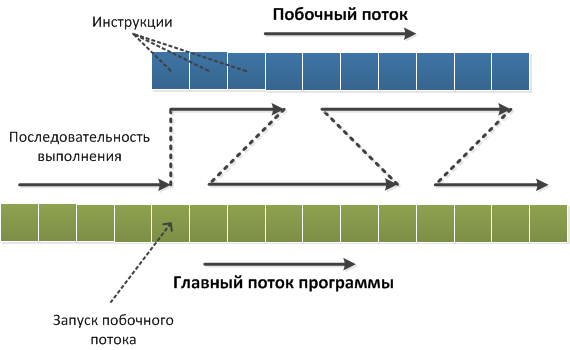 Инструкции
Побочный поток
Последовательность
выполнения
Главный поток программы
Запуск побочного
потока